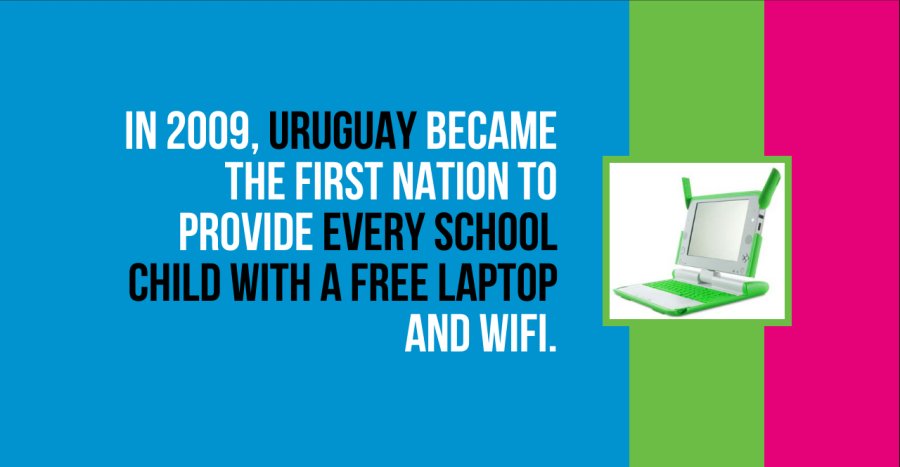 IN 2009, URUGUAY BECAME
THE FIRST NATION TO
PROVIDE EVERY SCHOOL
CHILD WITH A FREE LAPTOP
AND WIFI.